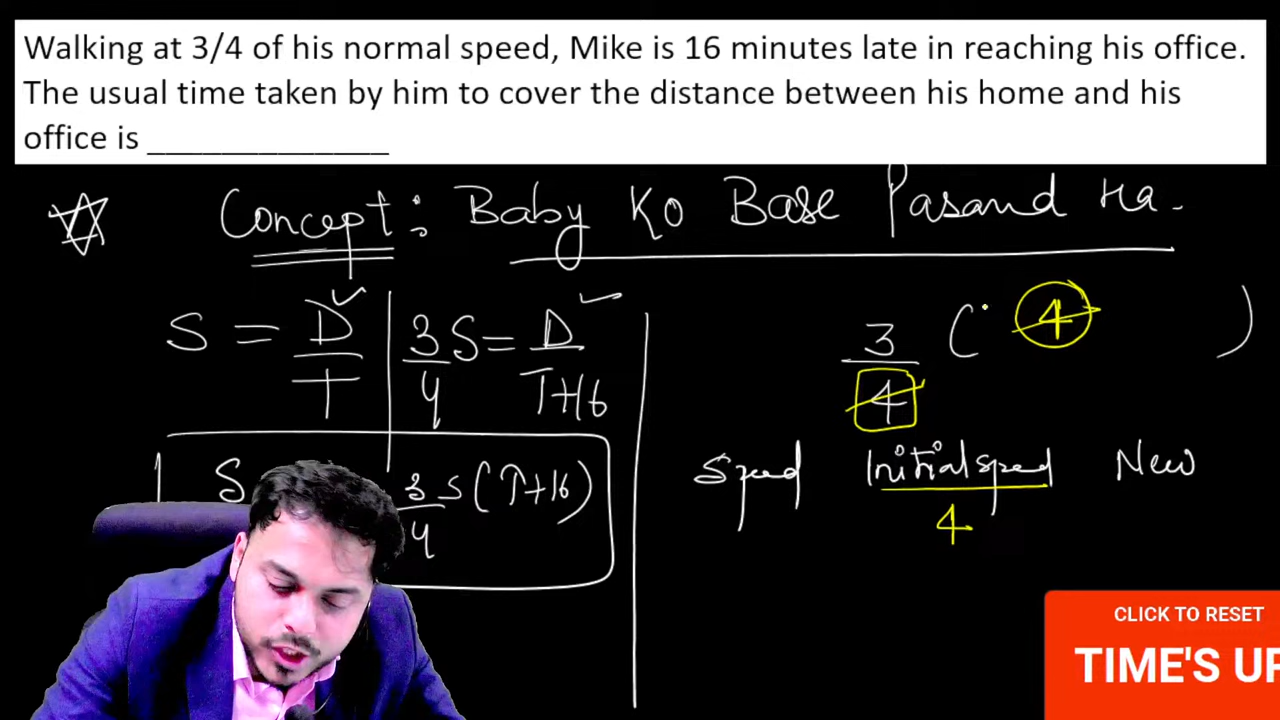 Walking at 3/4 of his normal speed, Mike is 16 minutes late in reaching his office.
The usual time taken by him to cover the distance between his home and his
office is ______________
Concept: Baby Ko Base Pasand Ha.
S = D/T | 3/4 S = D/T+16
S 3/4 S (T+16)
3/4 ( 4 )
Speed Initial speed New
4
CLICK TO RESET
TIME'S UP